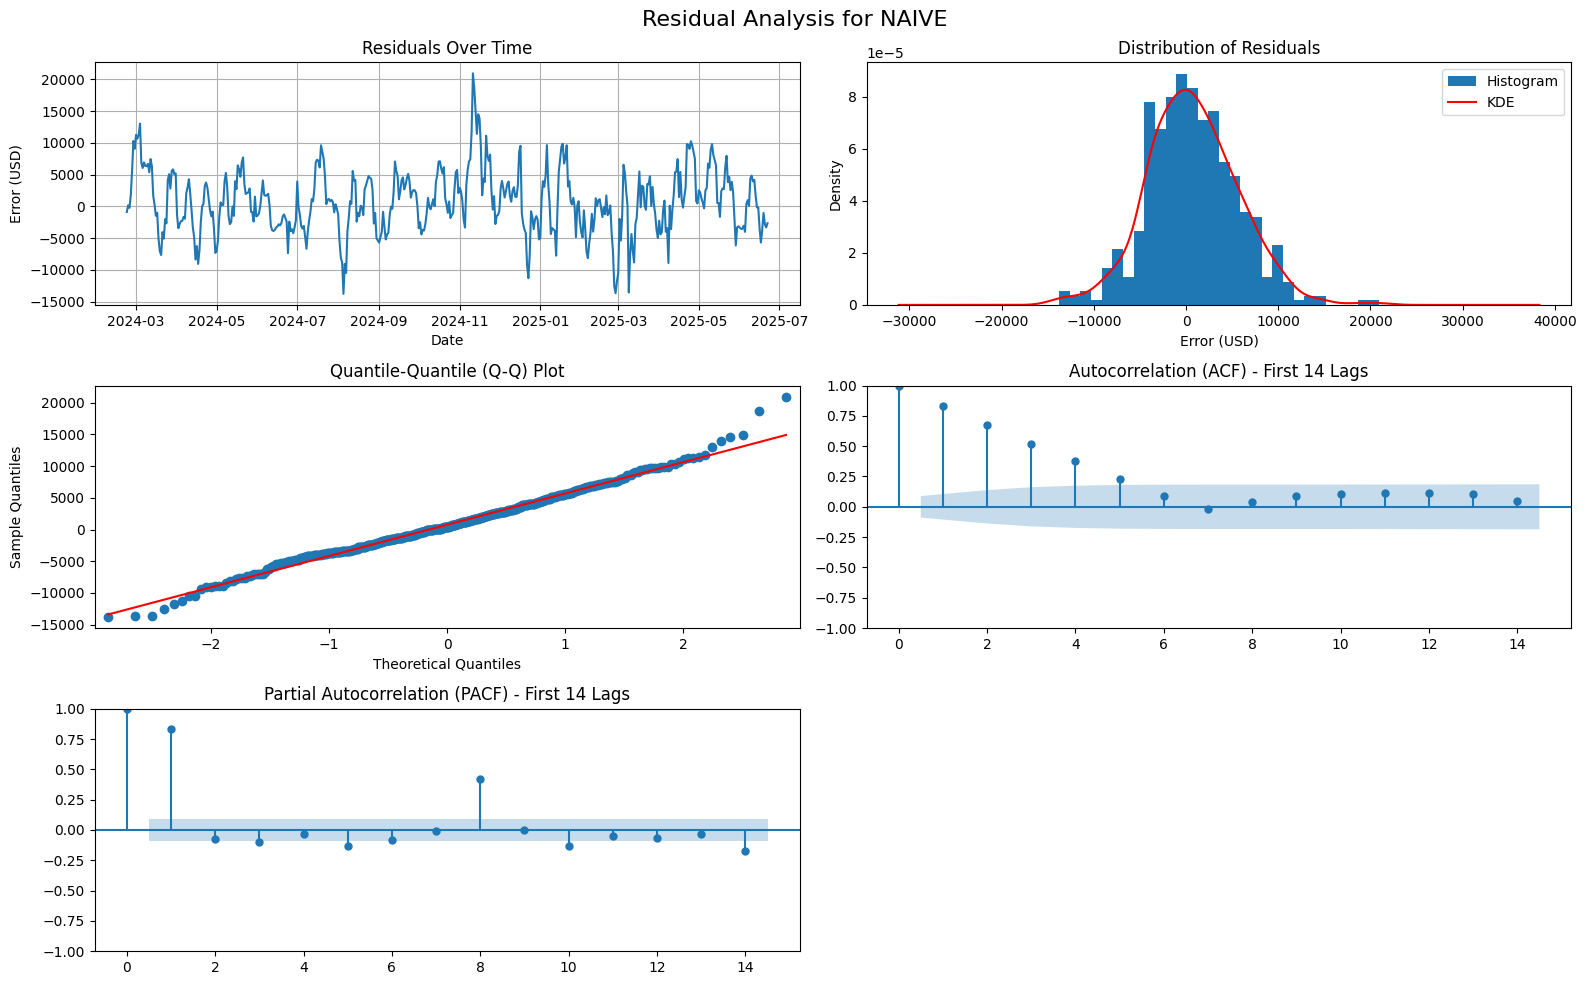 Residual Analysis for NAIVE
Residuals Over Time
Error (USD)
20000
15000
10000
5000
0
−5000
−10000
−15000
2024-03 2024-05 2024-07 2024-09 2024-11 2025-01 2025-03 2025-05 2025-07
Date
Distribution of Residuals
1e−5
Density
8
6
4
2
0
Histogram
KDE
−30000 −20000 −10000 0 10000 20000 30000 40000
Error (USD)
Quantile-Quantile (Q-Q) Plot
Sample Quantiles
20000
15000
10000
5000
0
−5000
−10000
−15000
−2 −1 0 1 2
Theoretical Quantiles
Autocorrelation (ACF) - First 14 Lags
1.00
0.75
0.50
0.25
0.00
−0.25
−0.50
−0.75
−1.00
0 2 4 6 8 10 12 14
Partial Autocorrelation (PACF) - First 14 Lags
1.00
0.75
0.50
0.25
0.00
−0.25
−0.50
−0.75
−1.00
0 2 4 6 8 10 12 14